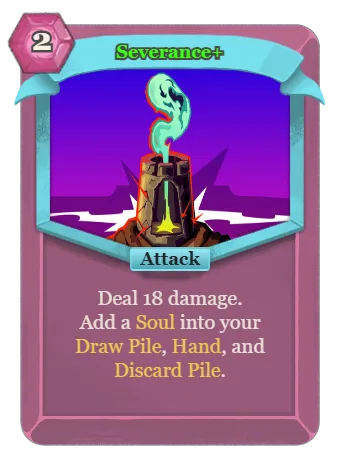 2
Severance+
Attack
Deal 18 damage.
Add a Soul into your
Draw Pile, Hand, and
Discard Pile.